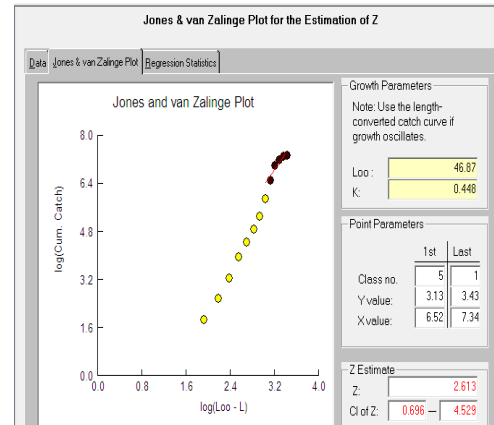 Jones & van Zalinge Plot for the Estimation of Z
Data Jones & van Zalinge Plot Regression Statistics
Jones and van Zalinge Plot
log(Cum. Catch)
8.0
6.4
4.8
3.2
1.6
0.0
0.0 0.8 1.6 2.4 3.2 4.0
log(Loo - L)
Growth Parameters
Note: Use the length-
converted catch curve if
growth oscillates.
Loo : 46.87
K: 0.448
Point Parameters
1st Last
Class no. 5 1
Y value: 3.13 3.43
X value: 6.52 7.34
Z Estimate
Z: 2.613
CI of Z: 0.696 — 4.529